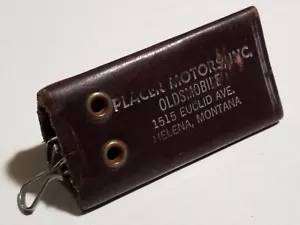 PLACER MOTORS INC.
OLDSMOBILE
1515 EUCLID AVE.
HELENA, MONTANA